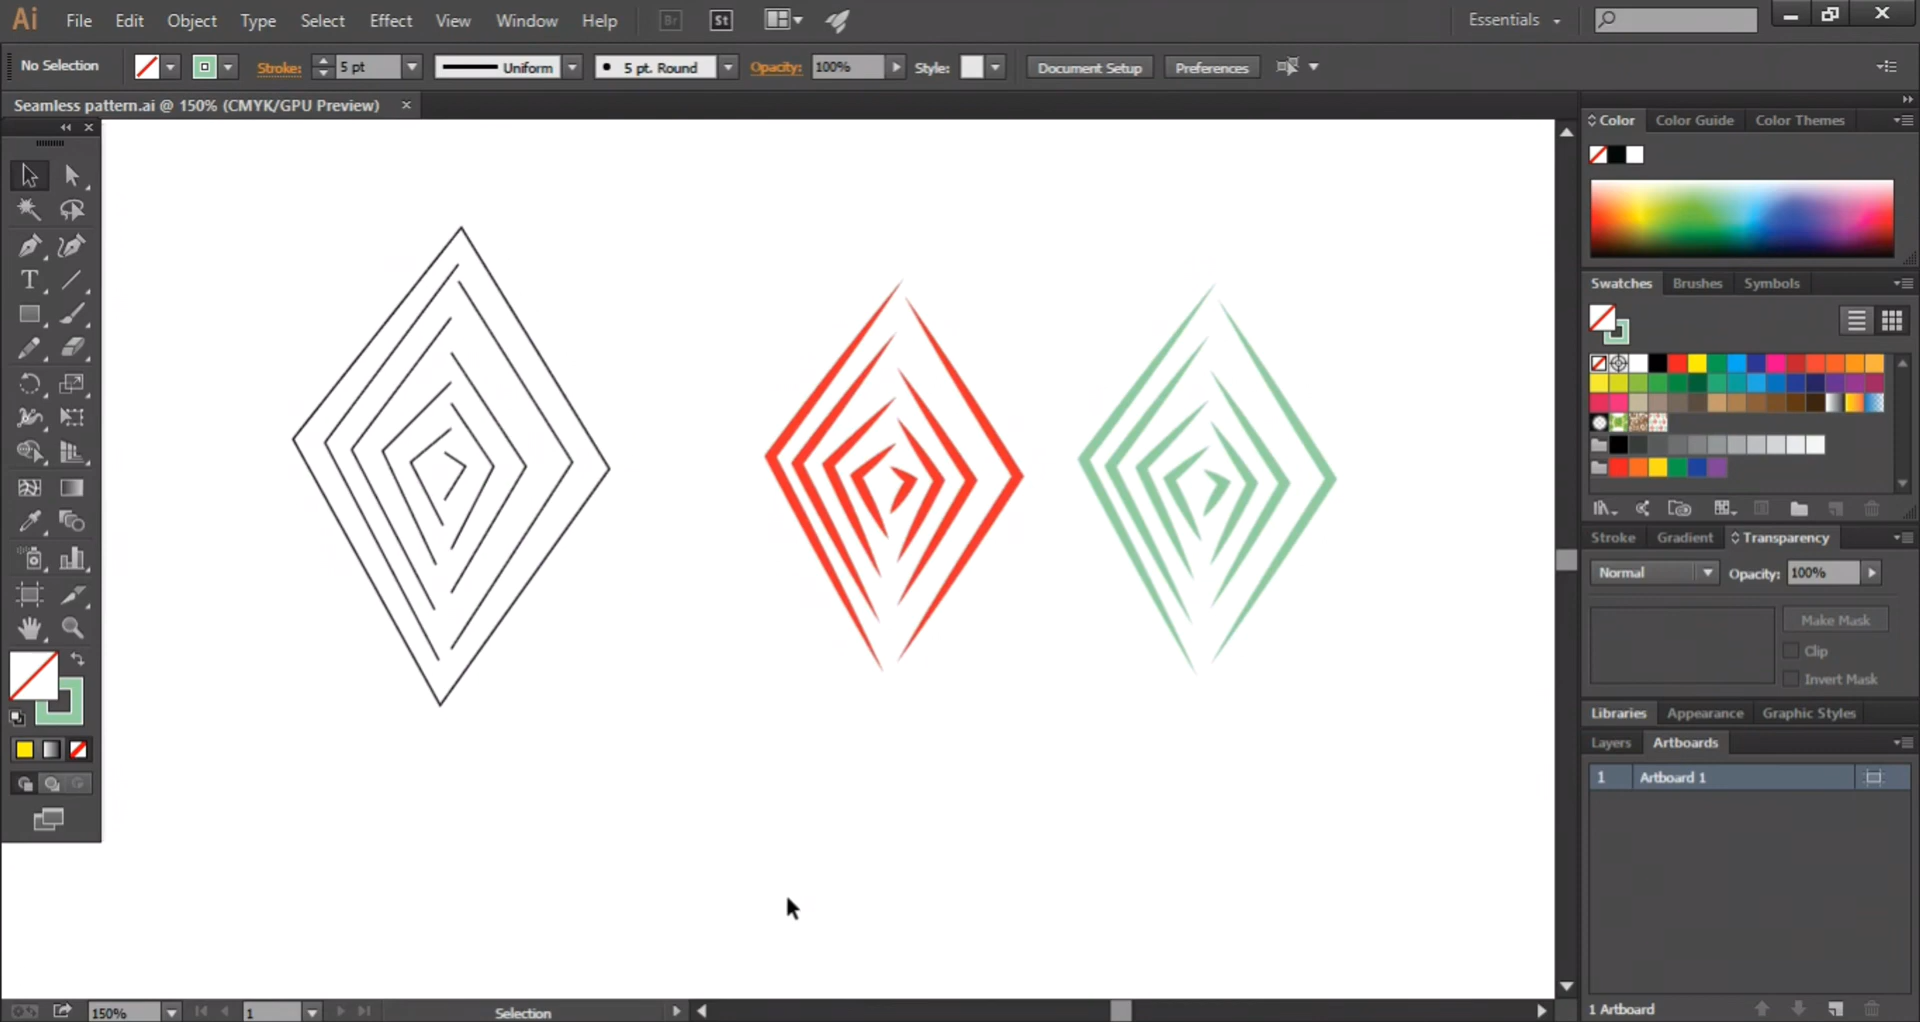 Ai File Edit Object Type Select Effect View Window Help Br St Essentials
No Selection Stroke: 5 pt Uniform 5 pt. Round Opacity: 100% Style: Document Setup Preferences
Seamless pattern.ai @ 150% (CMYK/GPU Preview)
Color Color Guide Color Themes
Swatches Brushes Symbols
Stroke Gradient Transparency
Normal Opacity: 100%
Make Mask
Clip
Invert Mask
Libraries Appearance Graphic Styles
Layers Artboards
1 Artboard 1
1 Artboard
150% 1 Selection